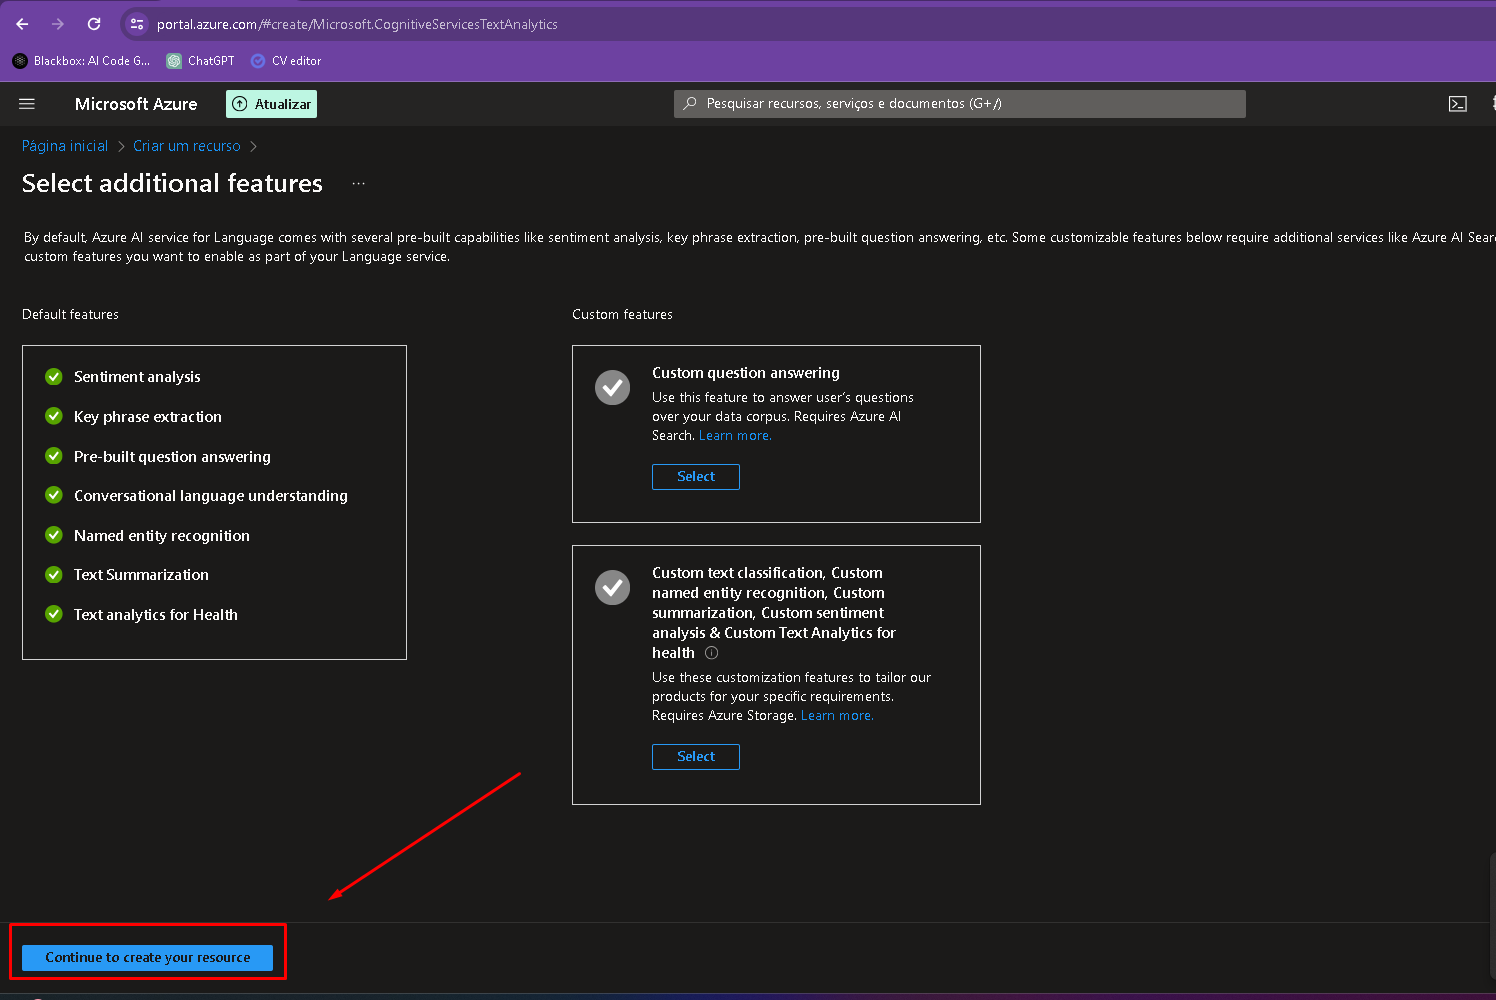 portal.azure.com/#create/Microsoft.CognitiveServicesTextAnalytics
Blackbox: AI Code G...
ChatGPT
CV editor
Microsoft Azure
Atualizar
Pesquisar recursos, serviços e documentos (G+/)
Página inicial > Criar um recurso >
Select additional features ...
By default, Azure AI service for Language comes with several pre-built capabilities like sentiment analysis, key phrase extraction, pre-built question answering, etc. Some customizable features below require additional services like Azure AI Sear
custom features you want to enable as part of your Language service.
Default features
Sentiment analysis
Key phrase extraction
Pre-built question answering
Conversational language understanding
Named entity recognition
Text Summarization
Text analytics for Health
Custom features
Custom question answering
Use this feature to answer user's questions
over your data corpus. Requires Azure AI
Search. Learn more.
Select
Custom text classification, Custom
named entity recognition, Custom
summarization, Custom sentiment
analysis & Custom Text Analytics for
health
Use these customization features to tailor our
products for your specific requirements.
Requires Azure Storage. Learn more.
Select
Continue to create your resource